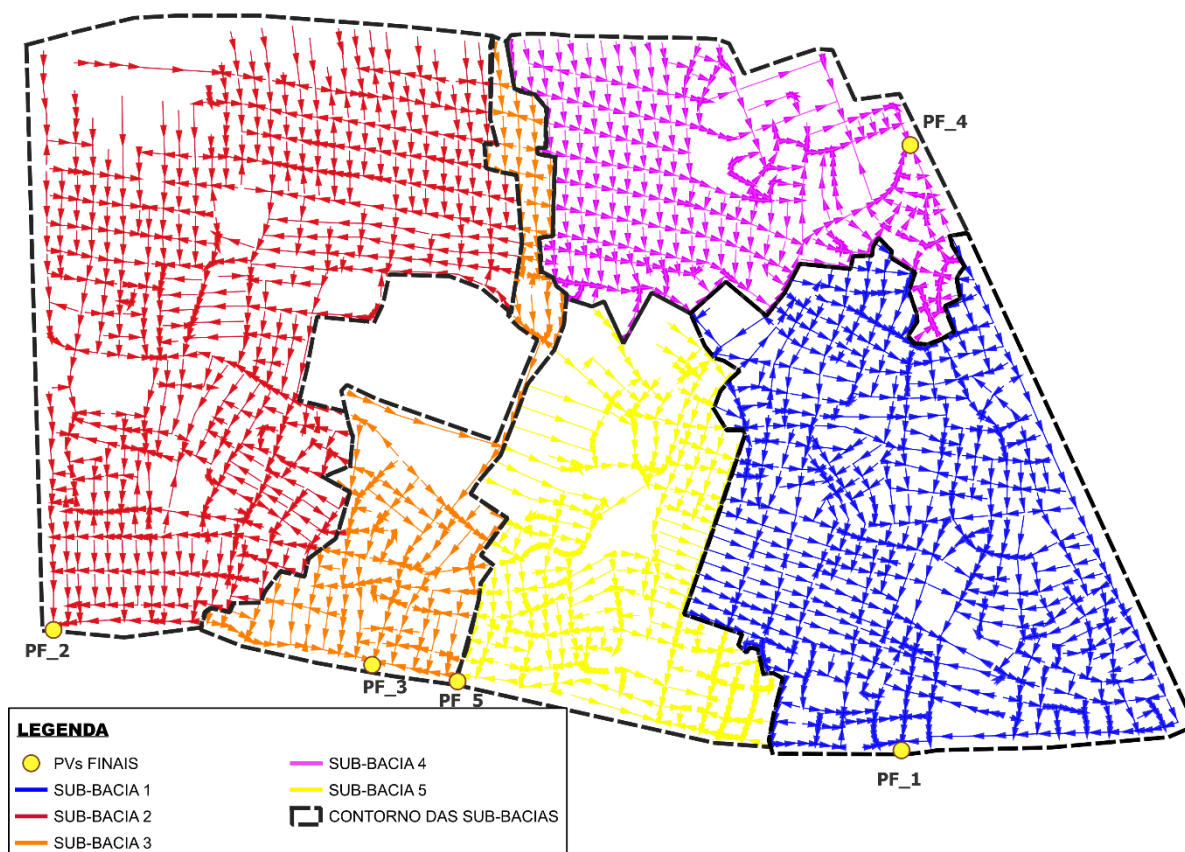 PF_4
PF_2
PF_3
PF_5
PF_1
LEGENDA
PVs FINAIS
SUB-BACIA 1
SUB-BACIA 2
SUB-BACIA 3
SUB-BACIA 4
SUB-BACIA 5
CONTORNO DAS SUB-BACIAS